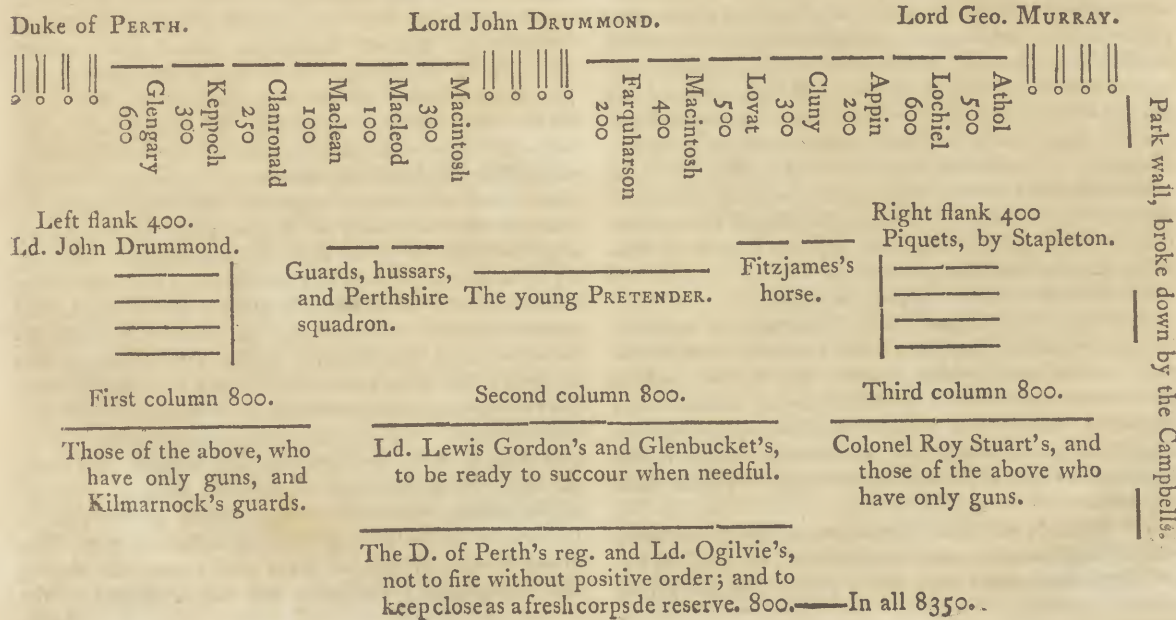 Duke of PERTH.
Lord John DRUMMOND.
Lord Geo. MURRAY.
Glengary 600
Keppoch 300
Clanronald 250
Maclean 100
Macleod 100
Macintosh 300
Farquharson 200
Macintosh 400
Lovat 500
Cluny 300
Appin 200
Lochiel 600
Athol 500
Park wall, broke down by the Campbells.
Left flank 400.
Ld. John Drummond.
Guards, hussars,
and Perthshire
squadron.
The young PRETENDER.
Fitzjames's
horse.
Right flank 400
Piquets, by Stapleton.
First column 800.
Those of the above, who
have only guns, and
Kilmarnock's guards.
Second column 800.
Ld. Lewis Gordon's and Glenbucket's,
to be ready to succour when needful.
Third column 800.
Colonel Roy Stuart's, and
those of the above who
have only guns.
The D. of Perth's reg. and Ld. Ogilvie's,
not to fire without positive order; and to
keep close as a fresh corps de reserve. 800.—In all 8350.